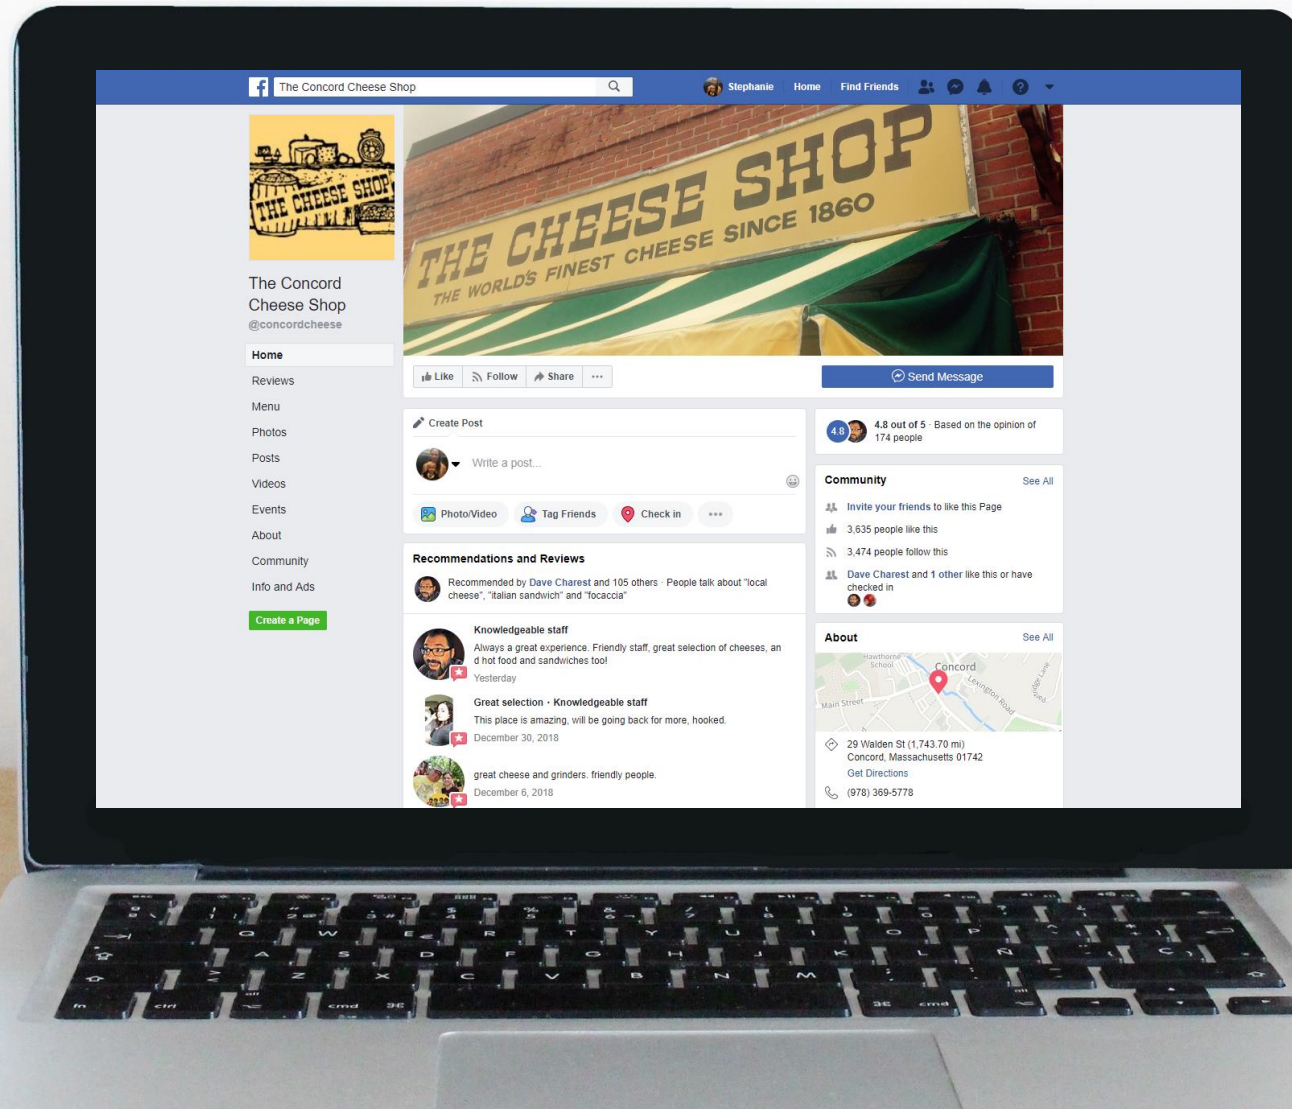 The Concord Cheese Shop
Stephanie
Home
Find Friends
THE CHEESE SHOP
The Concord
Cheese Shop
@concordcheese
Home
Reviews
Menu
Photos
Posts
Videos
Events
About
Community
Info and Ads
Create a Page
THE CHEESE SHOP
THE WORLD'S FINEST CHEESE SINCE 1860
Like
Follow
Share
Send Message
Create Post
Write a post...
Photo/Video
Tag Friends
Check in
Recommendations and Reviews
Recommended by Dave Charest and 105 others · People talk about "local
cheese", "italian sandwich" and "focaccia"
Knowledgeable staff
Always a great experience. Friendly staff, great selection of cheeses, an
d hot food and sandwiches too!
Yesterday
Great selection · Knowledgeable staff
This place is amazing, will be going back for more, hooked.
December 30, 2018
great cheese and grinders. friendly people.
December 6, 2018
4.8
4.8 out of 5 · Based on the opinion of
174 people
Community
See All
Invite your friends to like this Page
3,635 people like this
3,474 people follow this
Dave Charest and 1 other like this or have
checked in
About
See All
Hawthorne
School
Concord
Main Street
Lexington Road
29 Walden St (1,743.70 mi)
Concord, Massachusetts 01742
Get Directions
(978) 369-5778
Q W E R T Y U I O P
A S D F G H J K L Ñ
Z X C V B N M
fn
ctrl
cmd
cmd